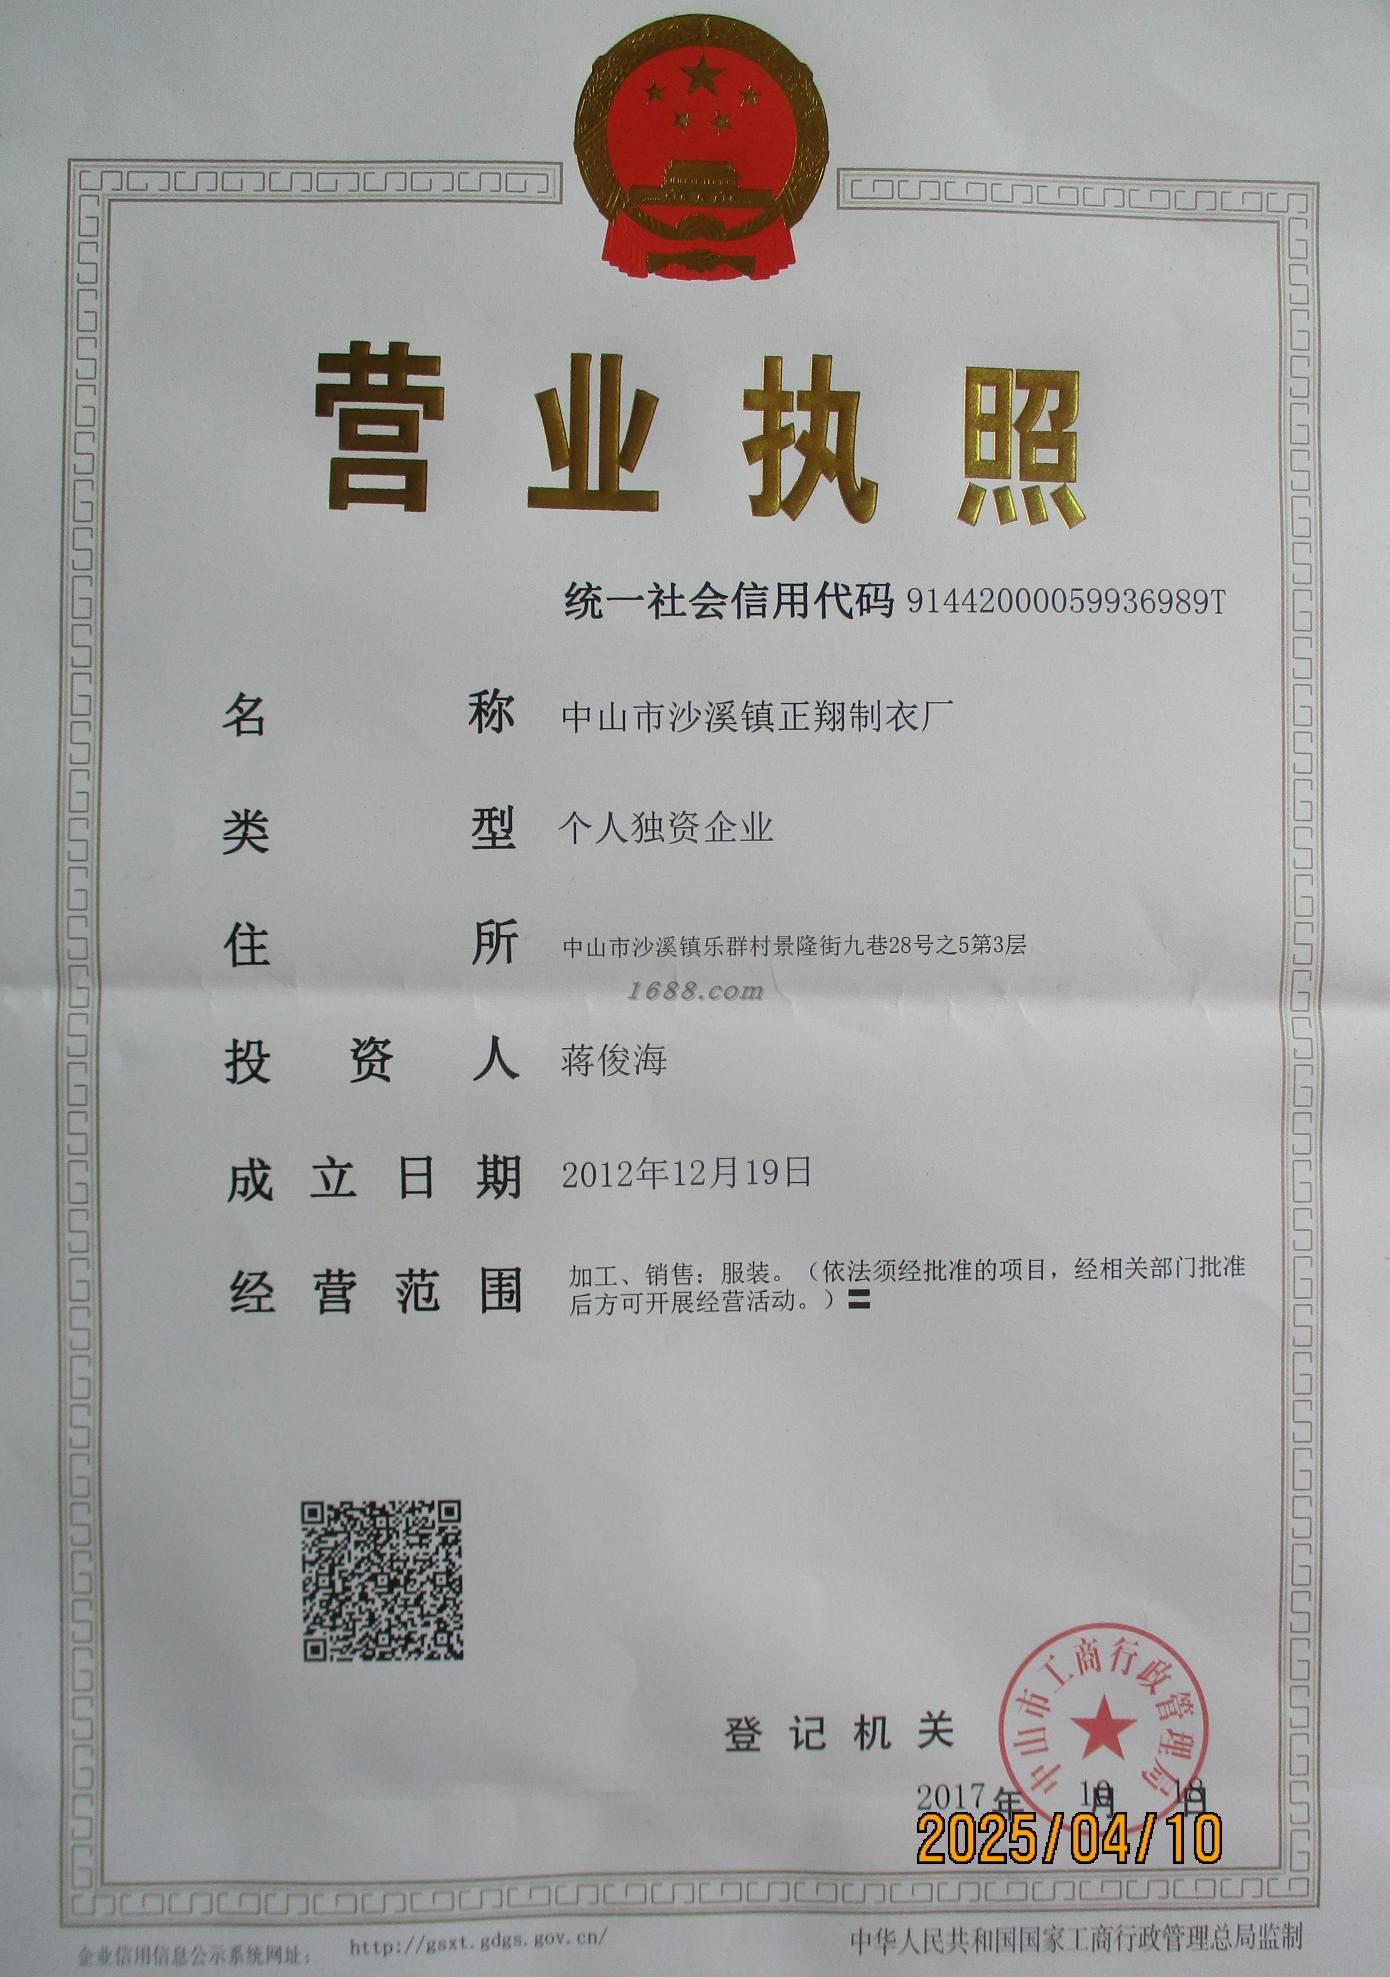 营业执照
统一社会信用代码 91442000059936989T
名称 中山市沙溪镇正翔制衣厂
类型 个人独资企业
住所 中山市沙溪镇乐群村景隆街九巷28号之5第3层
1688.com
投资人 蒋俊海
成立日期 2012年12月19日
经营范围 加工、销售：服装。（依法须经批准的项目，经相关部门批准
后方可开展经营活动。）〓
中山市工商行政管理局
登记机关
2017年10月18日
2025/04/10
企业信用信息公示系统网址： http://gsxt.gdgs.gov.cn/
中华人民共和国国家工商行政管理总局监制